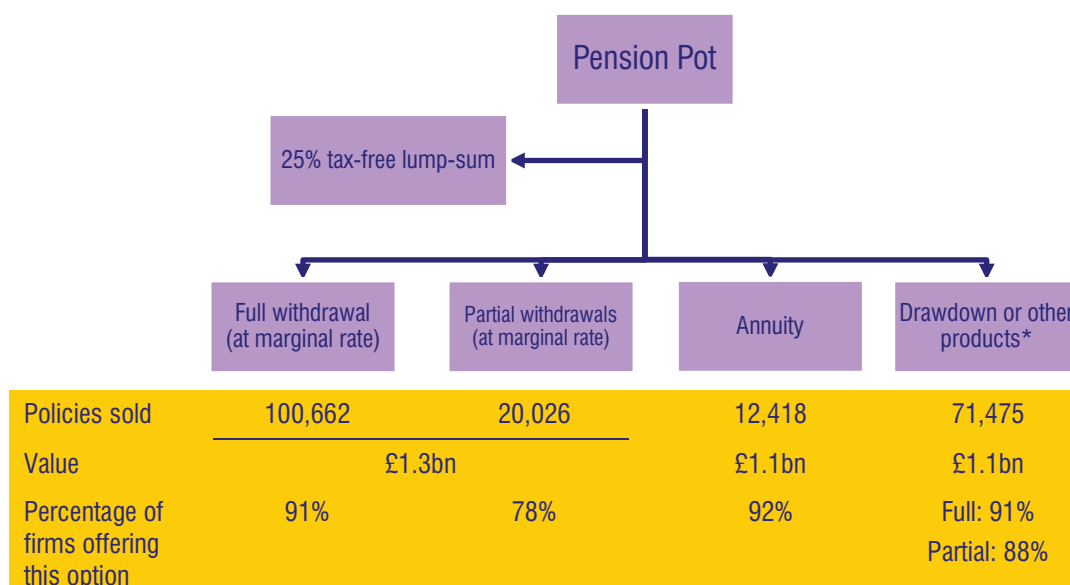 Pension Pot
25% tax-free lump-sum
Full withdrawal
(at marginal rate)
Partial withdrawals
(at marginal rate)
Annuity
Drawdown or other
products*
Policies sold 100,662 20,026 12,418 71,475
Value £1.3bn £1.1bn £1.1bn
Percentage of 91% 78% 92% Full: 91%
firms offering Partial: 88%
this option